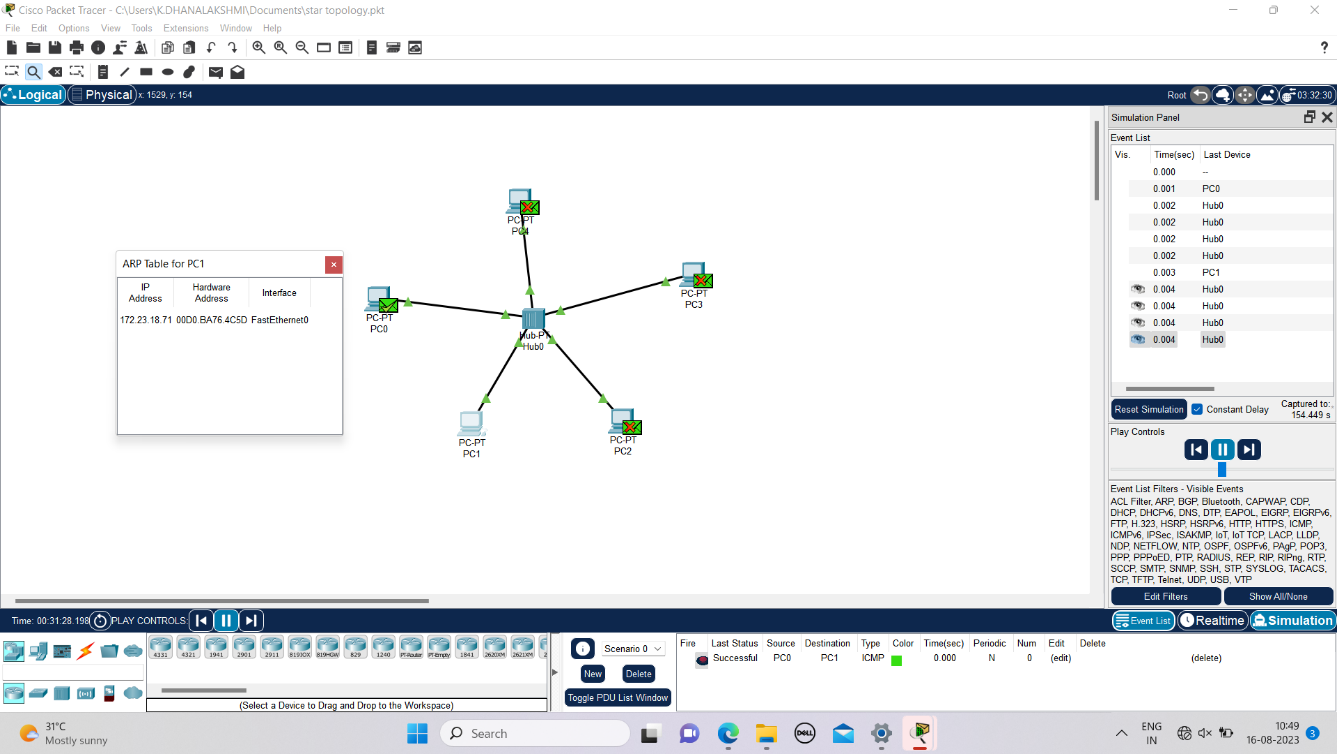 Cisco Packet Tracer - C:\Users\K.DHANALAKSHMI\Documents\star topology.pkt
File Edit Options View Tools Extensions Window Help
?
Logical Physical x: 1529, y: 154 Root 03:32:30
Simulation Panel
Event List
Vis. Time(sec) Last Device
0.000 --
0.001 PC0
0.002 Hub0
0.002 Hub0
0.002 Hub0
0.002 Hub0
0.003 PC1
0.004 Hub0
0.004 Hub0
0.004 Hub0
0.004 Hub0
Reset Simulation Constant Delay Captured to:
154.449 s
Play Controls
Event List Filters - Visible Events
ACL Filter, ARP, BGP, Bluetooth, CAPWAP, CDP,
DHCP, DHCPv6, DNS, DTP, EAPOL, EIGRP, EIGRPv6,
FTP, H.323, HSRP, HSRPv6, HTTP, HTTPS, ICMP,
ICMPv6, IPSec, ISAKMP, IoT, IoT TCP, LACP, LLDP,
NDP, NETFLOW, NTP, OSPF, OSPFv6, PAgP, POP3,
PPP, PPPoED, PTP, RADIUS, REP, RIP, RIPng, RTP,
SCCP, SMTP, SNMP, SSH, STP, SYSLOG, TACACS,
TCP, TFTP, Telnet, UDP, USB, VTP
Edit Filters Show All/None
Event List Realtime Simulation
ARP Table for PC1
IP Address Hardware Address Interface
172.23.18.71 00D0.BA76.4C5D FastEthernet0
PC-PT
PC4
PC-PT
PC3
PC-PT
PC0
Hub-PT
Hub0
PC-PT
PC1
PC-PT
PC2
Time: 00:31:28.198 PLAY CONTROLS:
4331 4321 1941 2901 2911 819IOX 819HGW 829 1240 PT-Router PT-Empty 1841 2620XM 2621XM
(Select a Device to Drag and Drop to the Workspace)
Scenario 0
New Delete
Toggle PDU List Window
Fire Last Status Source Destination Type Color Time(sec) Periodic Num Edit Delete
Successful PC0 PC1 ICMP 0.000 N 0 (edit) (delete)
31°C
Mostly sunny
Search
DELL
ENG
IN
10:49
16-08-2023
3